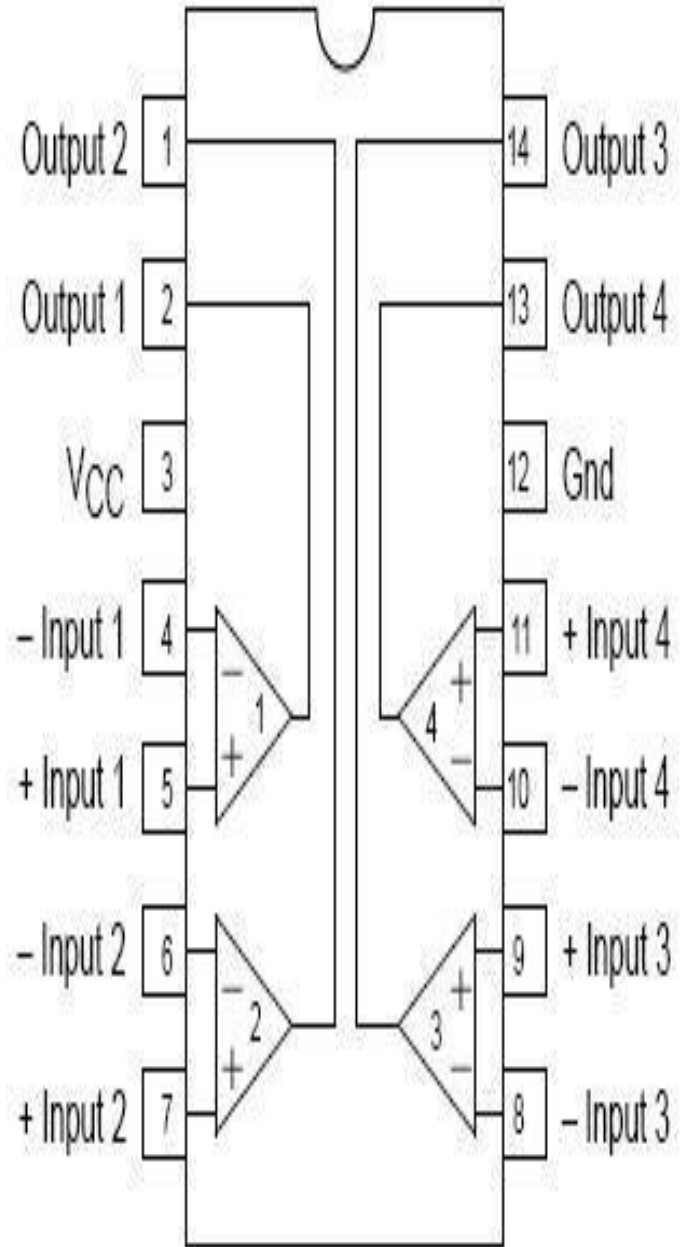 Output 2 1 14 Output 3
Output 1 2 13 Output 4
VCC 3 12 Gnd
– Input 1 4 11 + Input 4
– +
1 4
+ –
+ Input 1 5 10 – Input 4
– Input 2 6 9 + Input 3
– +
2 3
+ –
+ Input 2 7 8 – Input 3